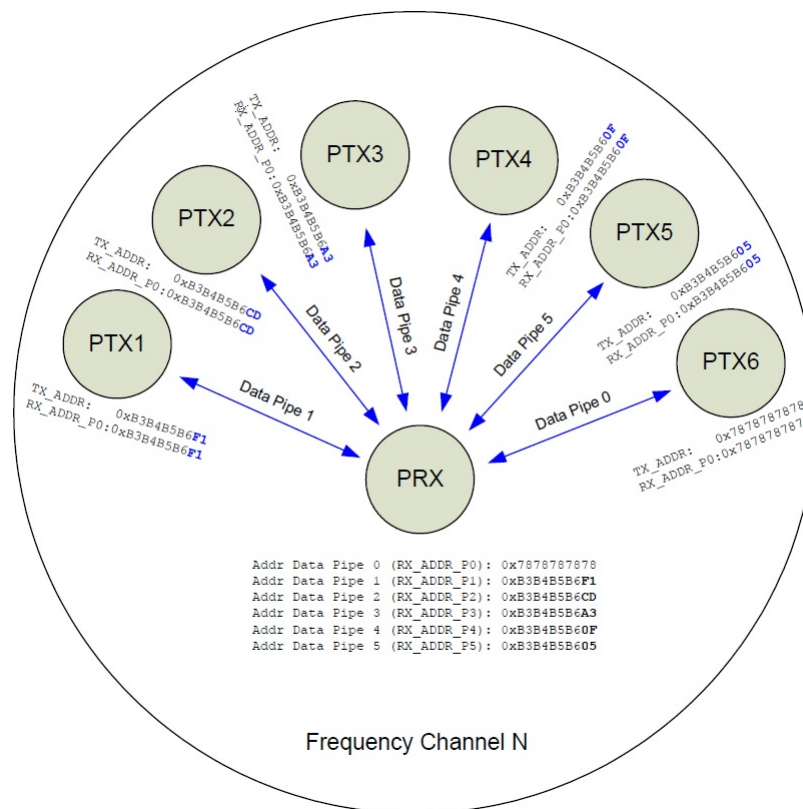 PTX3
PTX4
PTX2
PTX5
PTX1
PTX6
TX_ADDR: 0xB3B4B5B6A3
RX_ADDR_P0:0xB3B4B5B6A3
TX_ADDR: 0xB3B4B5B60F
RX_ADDR_P0:0xB3B4B5B60F
TX_ADDR: 0xB3B4B5B6CD
RX_ADDR_P0:0xB3B4B5B6CD
TX_ADDR: 0xB3B4B5B605
RX_ADDR_P0:0xB3B4B5B605
TX_ADDR: 0xB3B4B5B6F1
RX_ADDR_P0:0xB3B4B5B6F1
TX_ADDR: 0x7878787878
RX_ADDR_P0:0x787878787
Data Pipe 1
Data Pipe 2
Data Pipe 3
Data Pipe 4
Data Pipe 5
Data Pipe 0
PRX
Addr Data Pipe 0 (RX_ADDR_P0): 0x7878787878
Addr Data Pipe 1 (RX_ADDR_P1): 0xB3B4B5B6F1
Addr Data Pipe 2 (RX_ADDR_P2): 0xB3B4B5B6CD
Addr Data Pipe 3 (RX_ADDR_P3): 0xB3B4B5B6A3
Addr Data Pipe 4 (RX_ADDR_P4): 0xB3B4B5B60F
Addr Data Pipe 5 (RX_ADDR_P5): 0xB3B4B5B605
Frequency Channel N